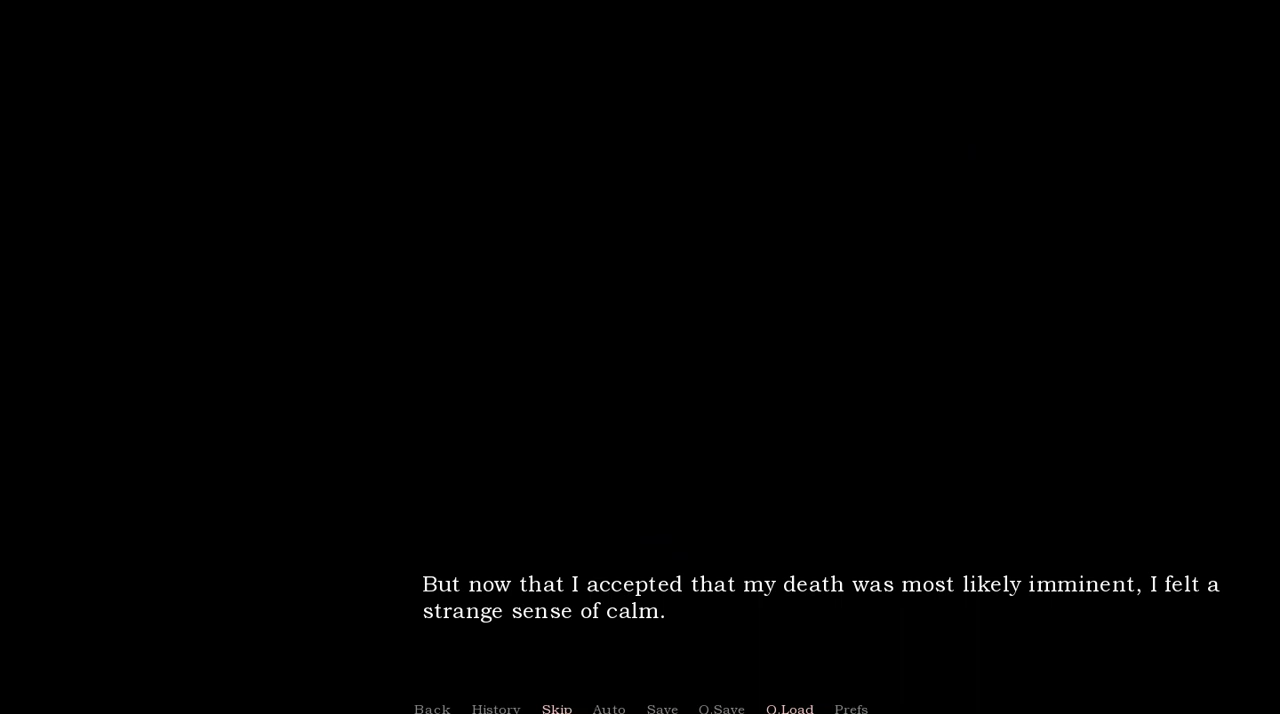 But now that I accepted that my death was most likely imminent, I felt a
strange sense of calm.
Back History Skip Auto Save Q.Save Q.Load Prefs